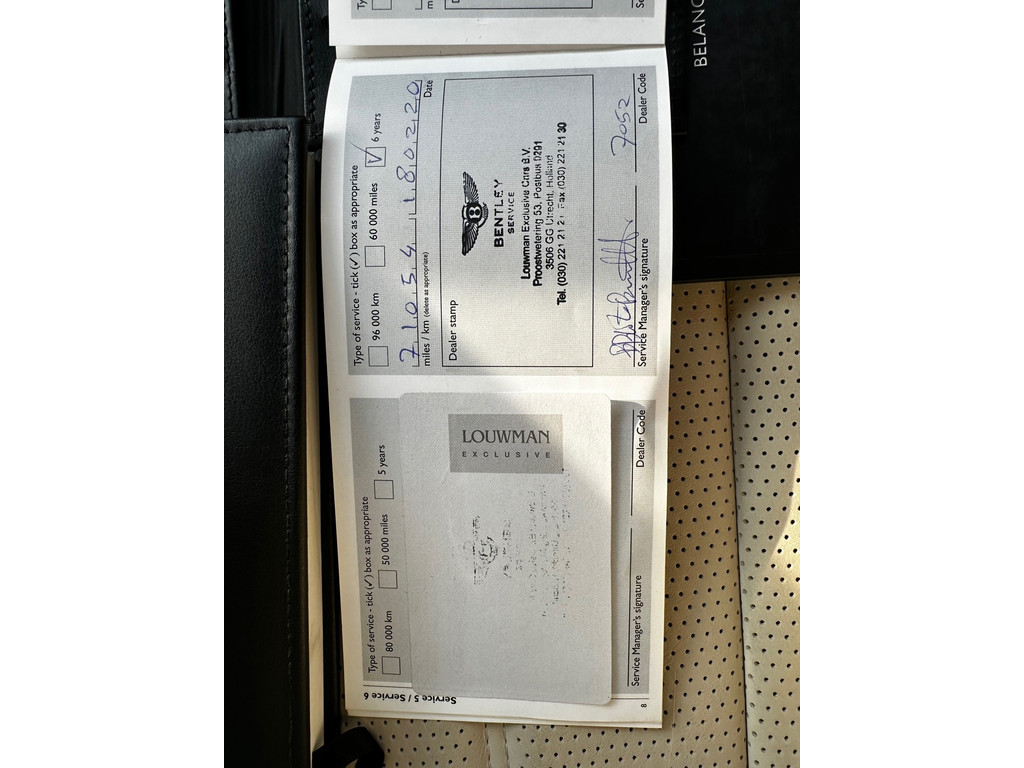 Service 5 / Service 6
Type of service - tick (✓) box as appropriate
80 000 km
50 000 miles
5 years
LOUWMAN
EXCLUSIVE
Service Manager's signature
Dealer Code
8
Type of service - tick (✓) box as appropriate
96 000 km
60 000 miles
✓ 6 years
71054
180220
miles / km (delete as appropriate)
Date
Dealer stamp
B
BENTLEY
SERVICE
Louwman Exclusive Cars B.V.
Proostwetering 53, Postbus 9291
3506 GG Utrecht, Holland
Tel. (030) 221 21 21 Fax (030) 221 21 30
7052
Service Manager's signature
Dealer Code
BELANG